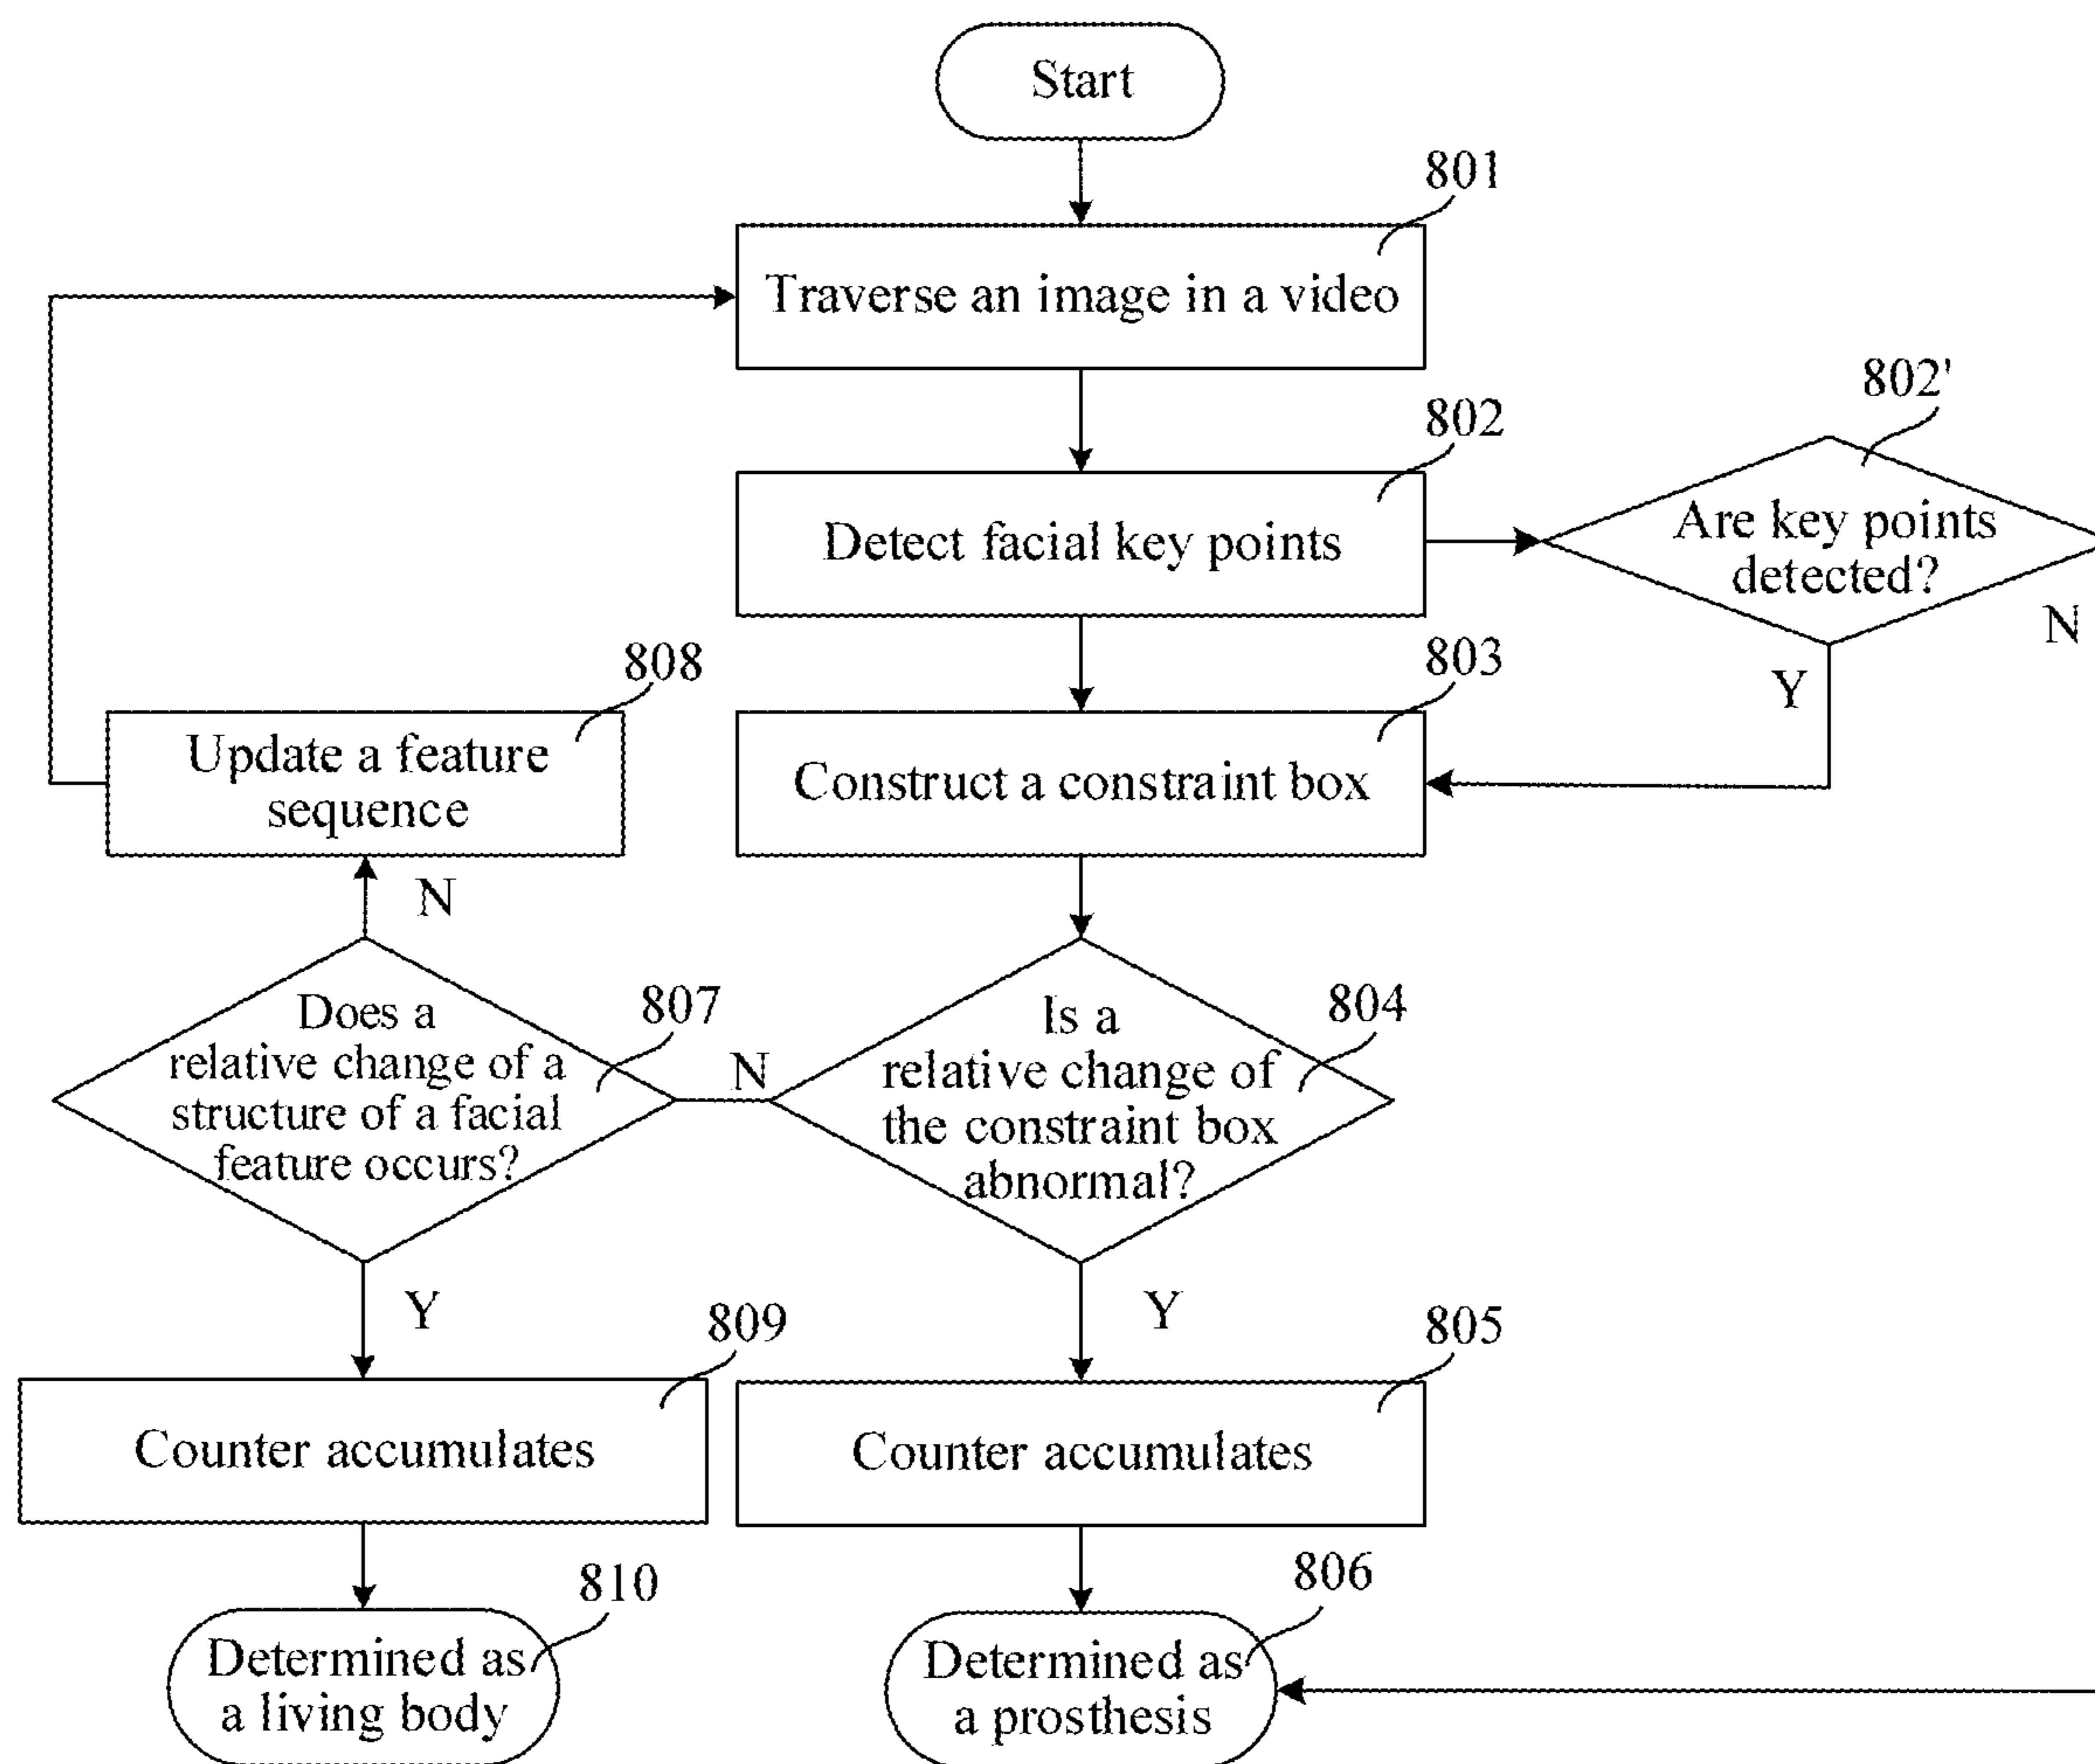 Start
801
Traverse an image in a video
802'
802
Detect facial key points
Are key points
detected?
N
Y
808
803
Update a feature
sequence
Construct a constraint box
N
807
804
Does a
relative change of a
structure of a facial
feature occurs?
N
Is a
relative change of
the constraint box
abnormal?
Y
Y
809
805
Counter accumulates
Counter accumulates
810
806
Determined as
a living body
Determined as
a prosthesis